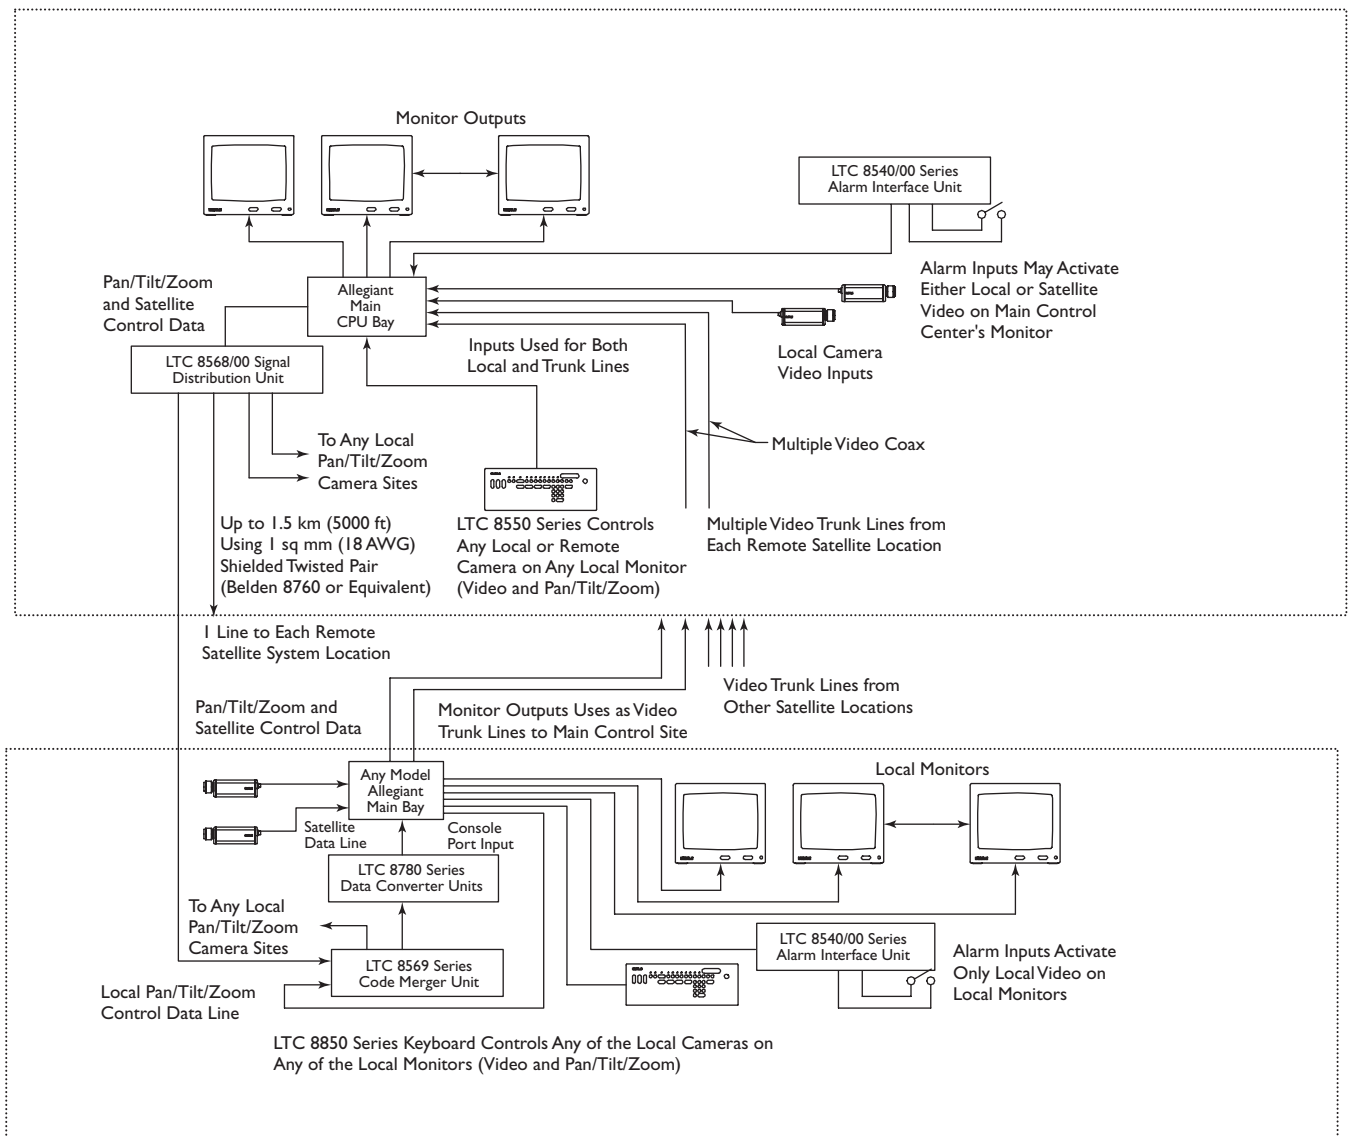 Monitor Outputs
LTC 8540/00 Series
Alarm Interface Unit
Pan/Tilt/Zoom
and Satellite
Control Data
Allegiant
Main
CPU Bay
Alarm Inputs May Activate
Either Local or Satellite
Video on Main Control
Center's Monitor
LTC 8568/00 Signal
Distribution Unit
Inputs Used for Both
Local and Trunk Lines
Local Camera
Video Inputs
To Any Local
Pan/Tilt/Zoom
Camera Sites
Multiple Video Coax
Up to 1.5 km (5000 ft)
Using 1 sq mm (18 AWG)
Shielded Twisted Pair
(Belden 8760 or Equivalent)
LTC 8550 Series Controls
Any Local or Remote
Camera on Any Local Monitor
(Video and Pan/Tilt/Zoom)
Multiple Video Trunk Lines from
Each Remote Satellite Location
1 Line to Each Remote
Satellite System Location
Pan/Tilt/Zoom and
Satellite Control Data
Monitor Outputs Uses as Video
Trunk Lines to Main Control Site
Video Trunk Lines from
Other Satellite Locations
Any Model
Allegiant
Main Bay
Local Monitors
Satellite
Data Line
Console
Port Input
LTC 8780 Series
Data Converter Units
To Any Local
Pan/Tilt/Zoom
Camera Sites
LTC 8569 Series
Code Merger Unit
LTC 8540/00 Series
Alarm Interface Unit
Alarm Inputs Activate
Only Local Video on
Local Monitors
Local Pan/Tilt/Zoom
Control Data Line
LTC 8850 Series Keyboard Controls Any of the Local Cameras on
Any of the Local Monitors (Video and Pan/Tilt/Zoom)